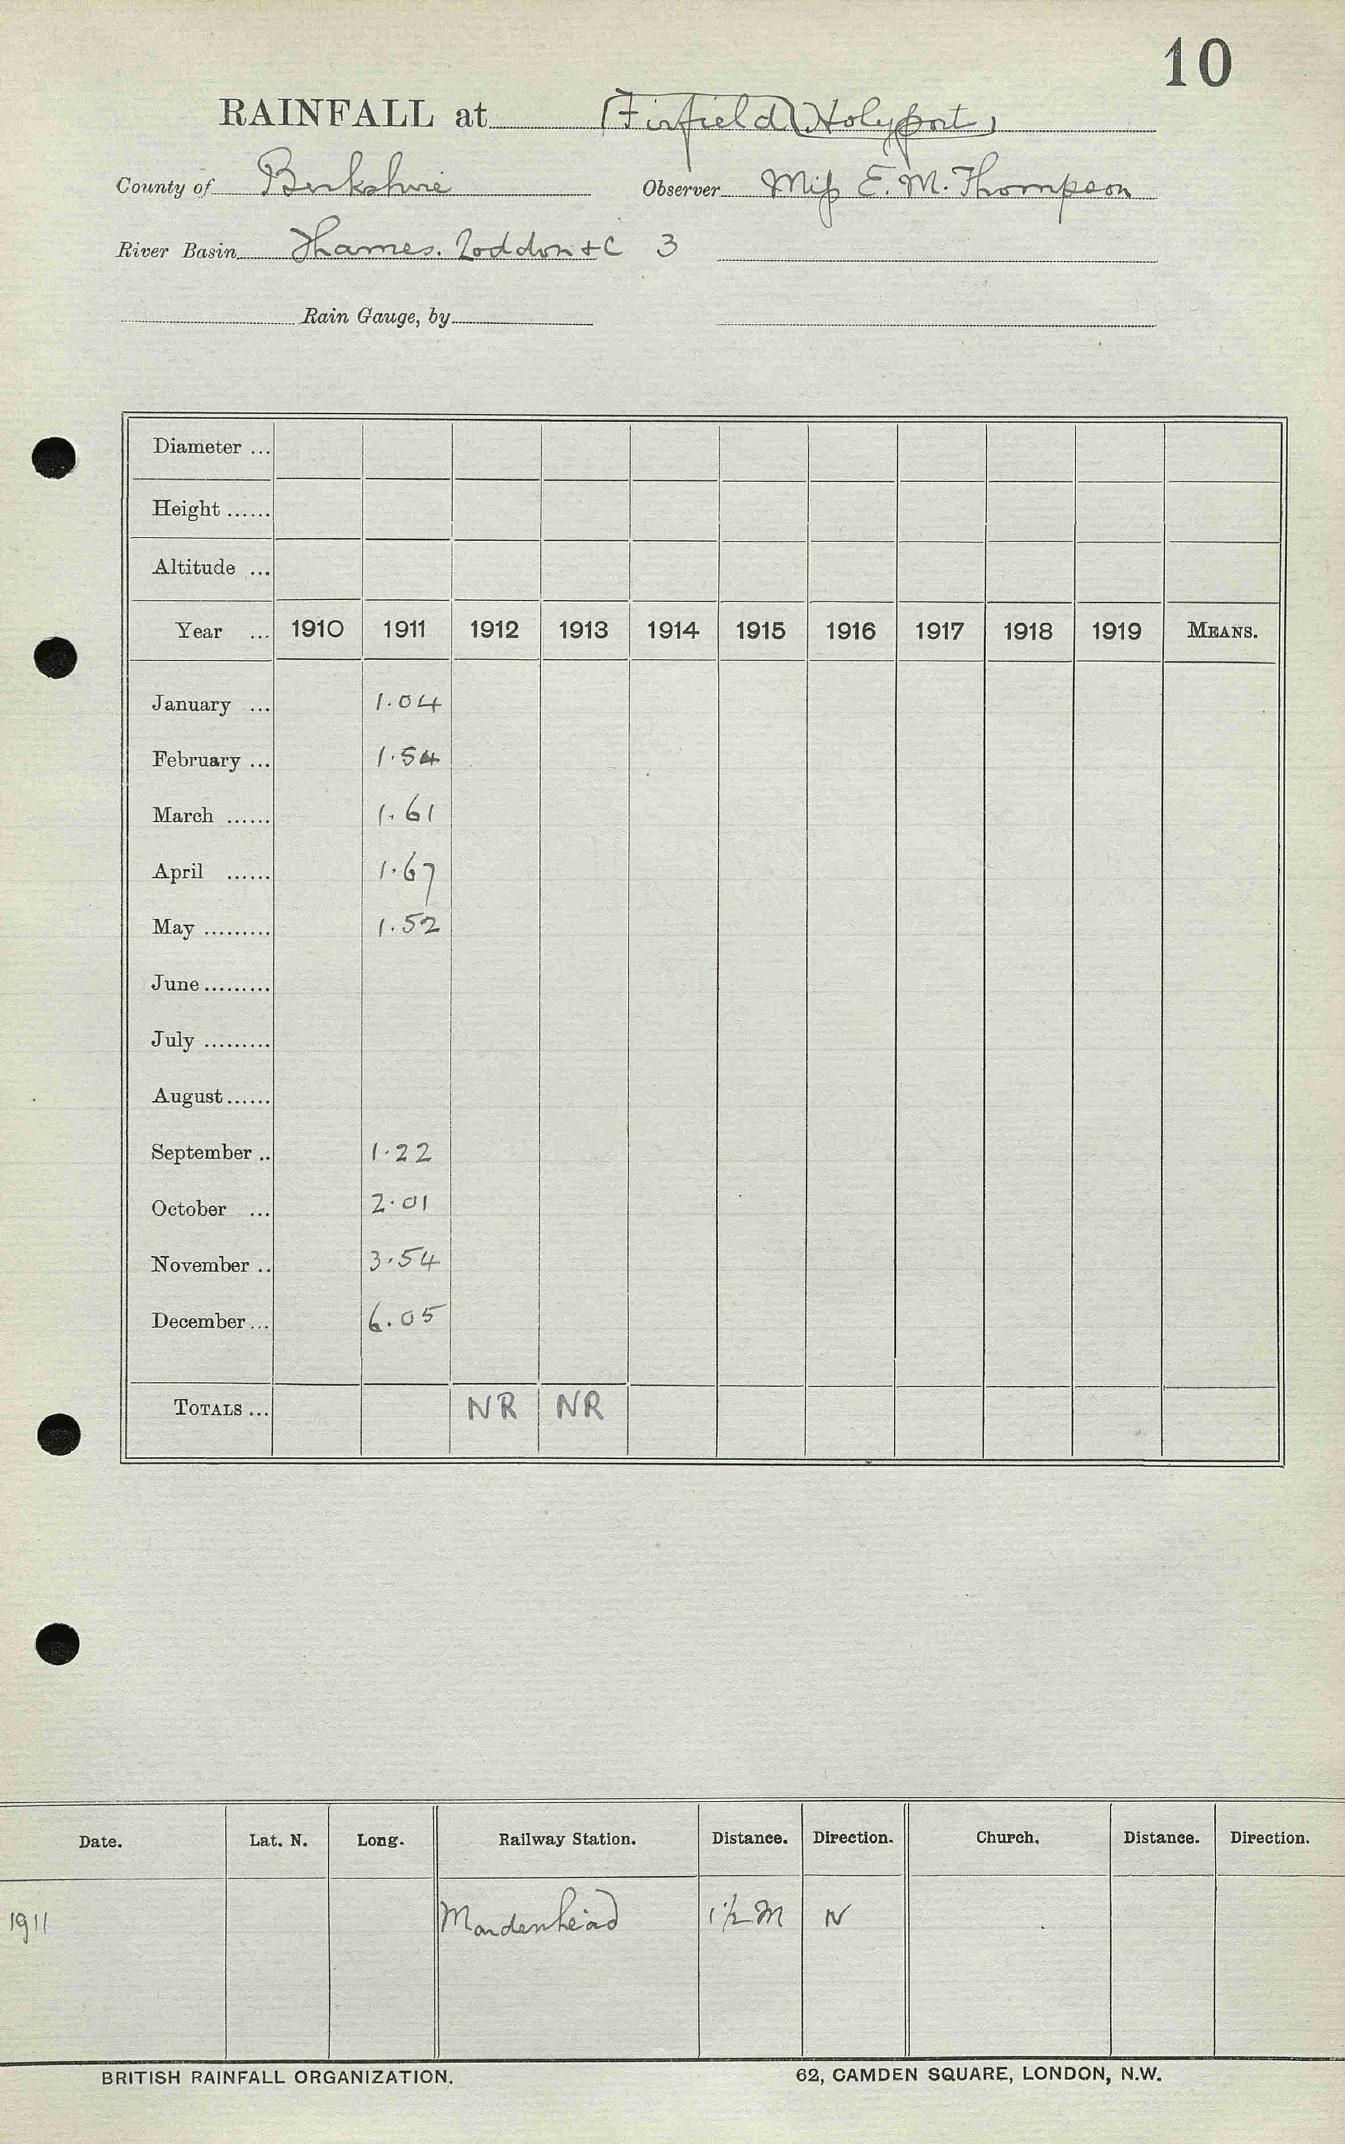 10
RAINFALL at (Firfield (Holyport)
County of Berkshire Observer Miss E. M. Thompson
River Basin Thames. Loddon &c 3
Rain Gauge, by
Diameter ...
Height ......
Altitude ...
Year ... 1910 1911 1912 1913 1914 1915 1916 1917 1918 1919 MEANS.
January ... 1.04
February ... 1.54
March ...... 1.61
April ...... 1.67
May ......... 1.52
June .........
July .........
August ......
September .. 1.22
October ... 2.01
November .. 3.54
December ... 6.05
TOTALS ... NR NR
Date. Lat. N. Long. Railway Station. Distance. Direction. Church. Distance. Direction.
1911 Maidenhead 1½ M N
BRITISH RAINFALL ORGANIZATION. 62, CAMDEN SQUARE, LONDON, N.W.